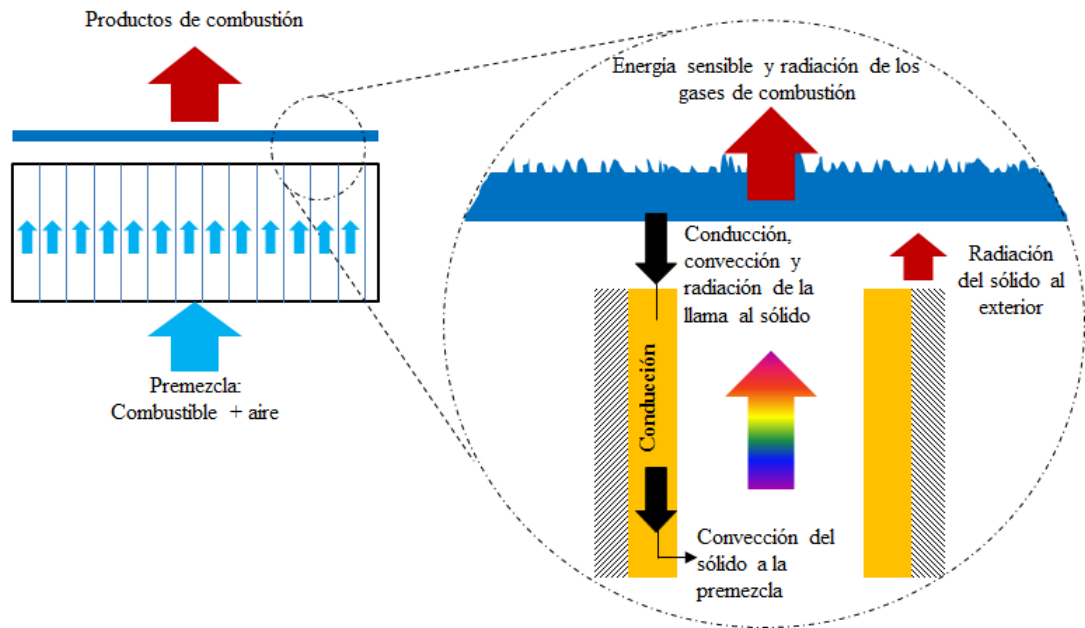 Productos de combustión
Premezcla:
Combustible + aire
Energia sensible y radiación de los
gases de combustión
Conducción,
convección y
radiación de la
llama al sólido
Radiación
del sólido al
exterior
Conducción
Convección del
sólido a la
premezcla